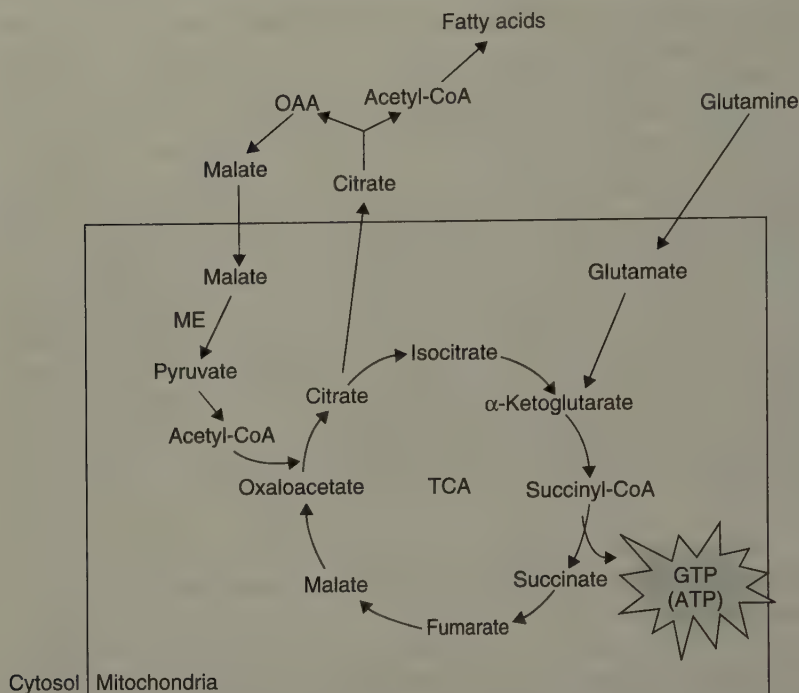 Fatty acids
OAA
Acetyl-CoA
Glutamine
Malate
Citrate
Malate
Glutamate
ME
Pyruvate
Isocitrate
Citrate
α-Ketoglutarate
Acetyl-CoA
Oxaloacetate
TCA
Succinyl-CoA
Malate
Succinate
GTP
(ATP)
Fumarate
Cytosol
Mitochondria